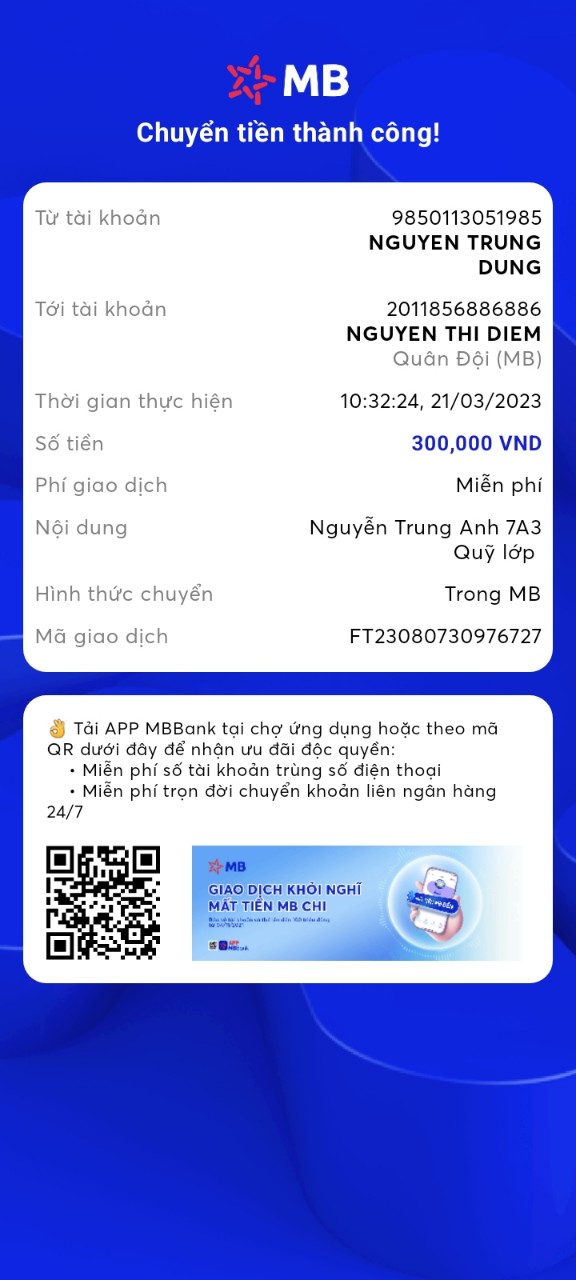 MB
Chuyển tiền thành công!
Từ tài khoản
9850113051985
NGUYEN TRUNG
DUNG
Tới tài khoản
2011856886886
NGUYEN THI DIEM
Quân Đội (MB)
Thời gian thực hiện
10:32:24, 21/03/2023
Số tiền
300,000 VND
Phí giao dịch
Miễn phí
Nội dung
Nguyễn Trung Anh 7A3
Quỹ lớp
Hình thức chuyển
Trong MB
Mã giao dịch
FT23080730976727
👌 Tải APP MBBank tại chợ ứng dụng hoặc theo mã
QR dưới đây để nhận ưu đãi độc quyền:
• Miễn phí số tài khoản trùng số điện thoại
• Miễn phí trọn đời chuyển khoản liên ngân hàng
24/7
MB
GIAO DỊCH KHỎI NGHĨ
MẤT TIỀN MB CHI
APP
MBBank